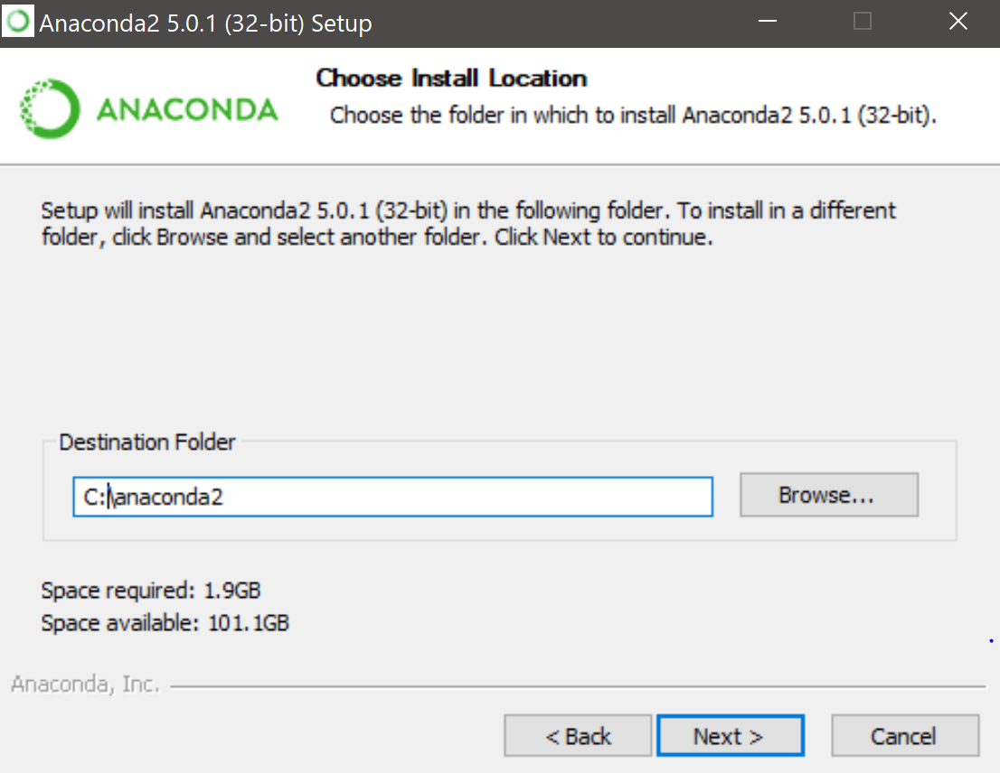 Anaconda2 5.0.1 (32-bit) Setup
Choose Install Location
ANACONDA
Choose the folder in which to install Anaconda2 5.0.1 (32-bit).
Setup will install Anaconda2 5.0.1 (32-bit) in the following folder. To install in a different
folder, click Browse and select another folder. Click Next to continue.
Destination Folder
C:\anaconda2
Browse...
Space required: 1.9GB
Space available: 101.1GB
Anaconda, Inc.
< Back
Next >
Cancel